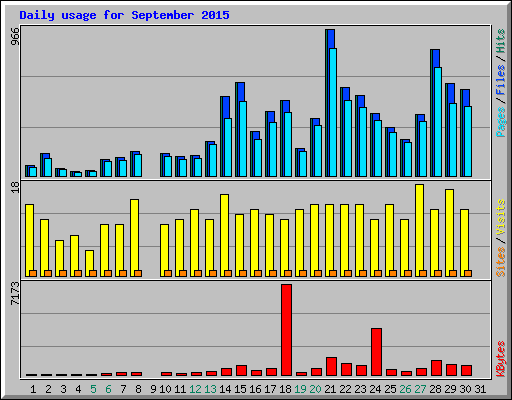 Daily usage for September 2015
966
Pages / Files / Hits
18
Sites / Visits
7173
KBytes
1 2 3 4 5 6 7 8 9 10 11 12 13 14 15 16 17 18 19 20 21 22 23 24 25 26 27 28 29 30 31